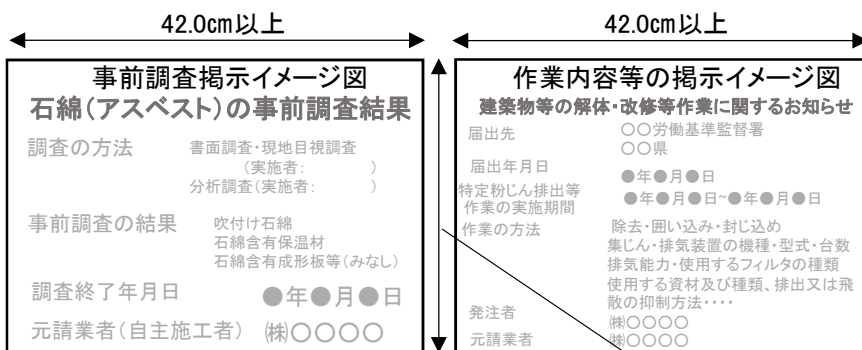 42.0cm以上
事前調査掲示イメージ図
石綿（アスベスト）の事前調査結果
調査の方法 書面調査・現地目視調査
（実施者：　　　）
分析調査（実施者：　　　）
事前調査の結果 吹付け石綿
石綿含有保温材
石綿含有成形板等（みなし）
調査終了年月日 ●年●月●日
元請業者（自主施工者） ㈱〇〇〇〇
42.0cm以上
作業内容等の掲示イメージ図
建築物等の解体・改修等作業に関するお知らせ
届出先 〇〇労働基準監督署
〇〇県
届出年月日 ●年●月●日
特定粉じん排出等
作業の実施期間 ●年●月●日~●年●月●日
作業の方法 除去・囲い込み・封じ込め
集じん・排気装置の機種・型式・台数
排気能力・使用するフィルタの種類
使用する資材及び種類、排出又は飛
散の抑制方法・・・・
発注者 ㈱〇〇〇〇
元請業者 ㈱〇〇〇〇